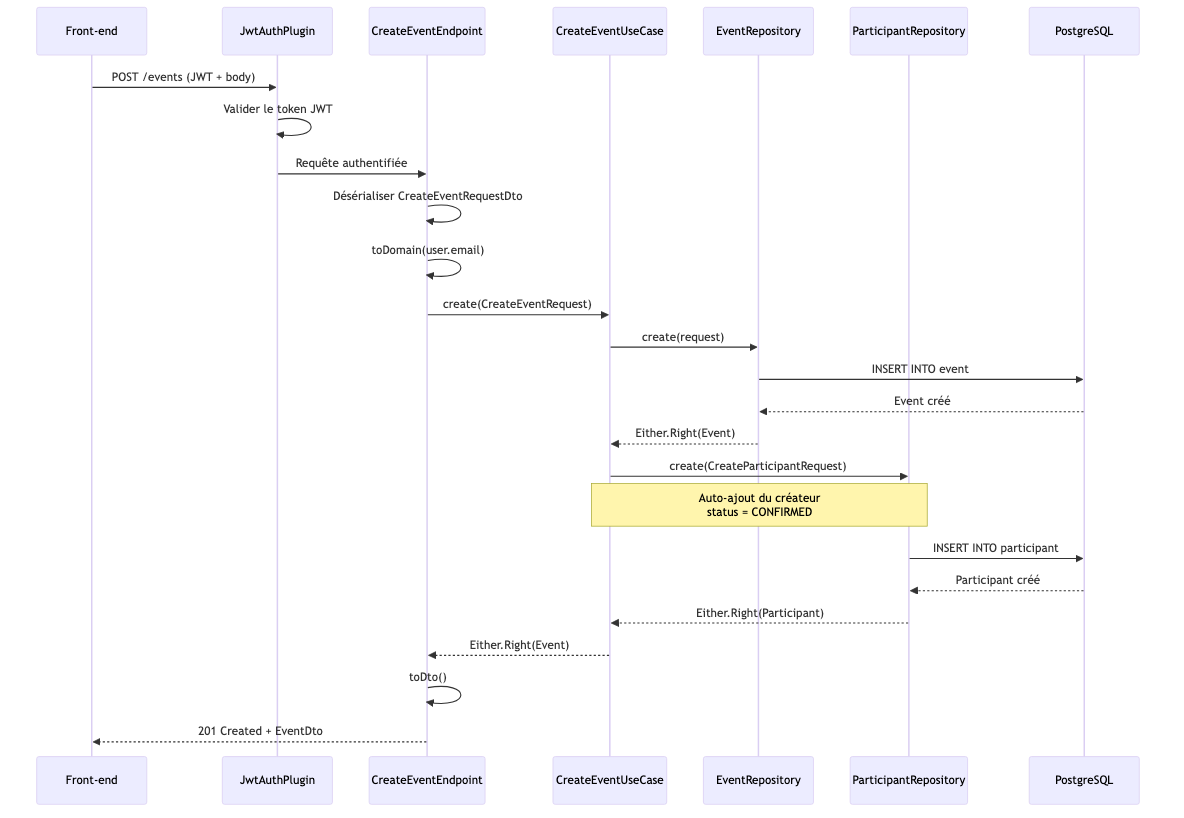 Front-end
JwtAuthPlugin
CreateEventEndpoint
CreateEventUseCase
EventRepository
ParticipantRepository
PostgreSQL
POST /events (JWT + body)
Valider le token JWT
Requête authentifiée
Désérialiser CreateEventRequestDto
toDomain(user.email)
create(CreateEventRequest)
create(request)
INSERT INTO event
Event créé
Either.Right(Event)
create(CreateParticipantRequest)
Auto-ajout du créateur
status = CONFIRMED
INSERT INTO participant
Participant créé
Either.Right(Participant)
Either.Right(Event)
toDto()
201 Created + EventDto
Front-end
JwtAuthPlugin
CreateEventEndpoint
CreateEventUseCase
EventRepository
ParticipantRepository
PostgreSQL